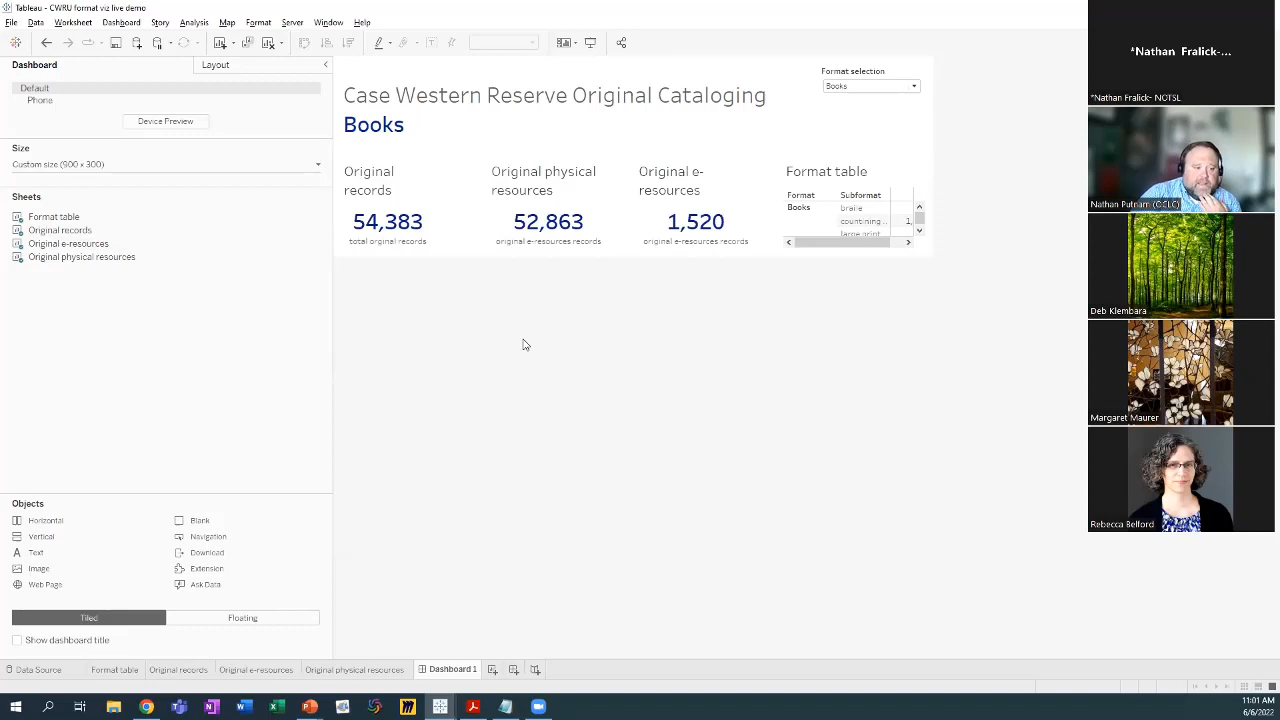 Tableau - CWRU format viz live demo
File Data Worksheet Dashboard Story Analysis Map Format Server Window Help
Dashboard Layout
Default
Phone
Device Preview
Size
Custom size (900 x 300)
Sheets
Format table
Original records
Original e-resources
Original physical resources
Objects
Horizontal Blank
Vertical Navigation
Text Download
Image Extension
Web Page Ask Data
Tiled Floating
Show dashboard title
Format selection
Books
Case Western Reserve Original Cataloging
Books
Original
records
54,383
total orginal records
Original physical
resources
52,863
original e-resources records
Original e-
resources
1,520
original e-resources records
Format table
Format Subformat
Books braile
countining.. 1,
large print
Data Source Format table Original records Original e-resources Original physical resources Dashboard 1
*Nathan Fralick-...
*Nathan Fralick- NOTSL
Nathan Putnam (OCLC)
Deb Klembara
Margaret Maurer
Rebecca Belford
11:01 AM
6/6/2022